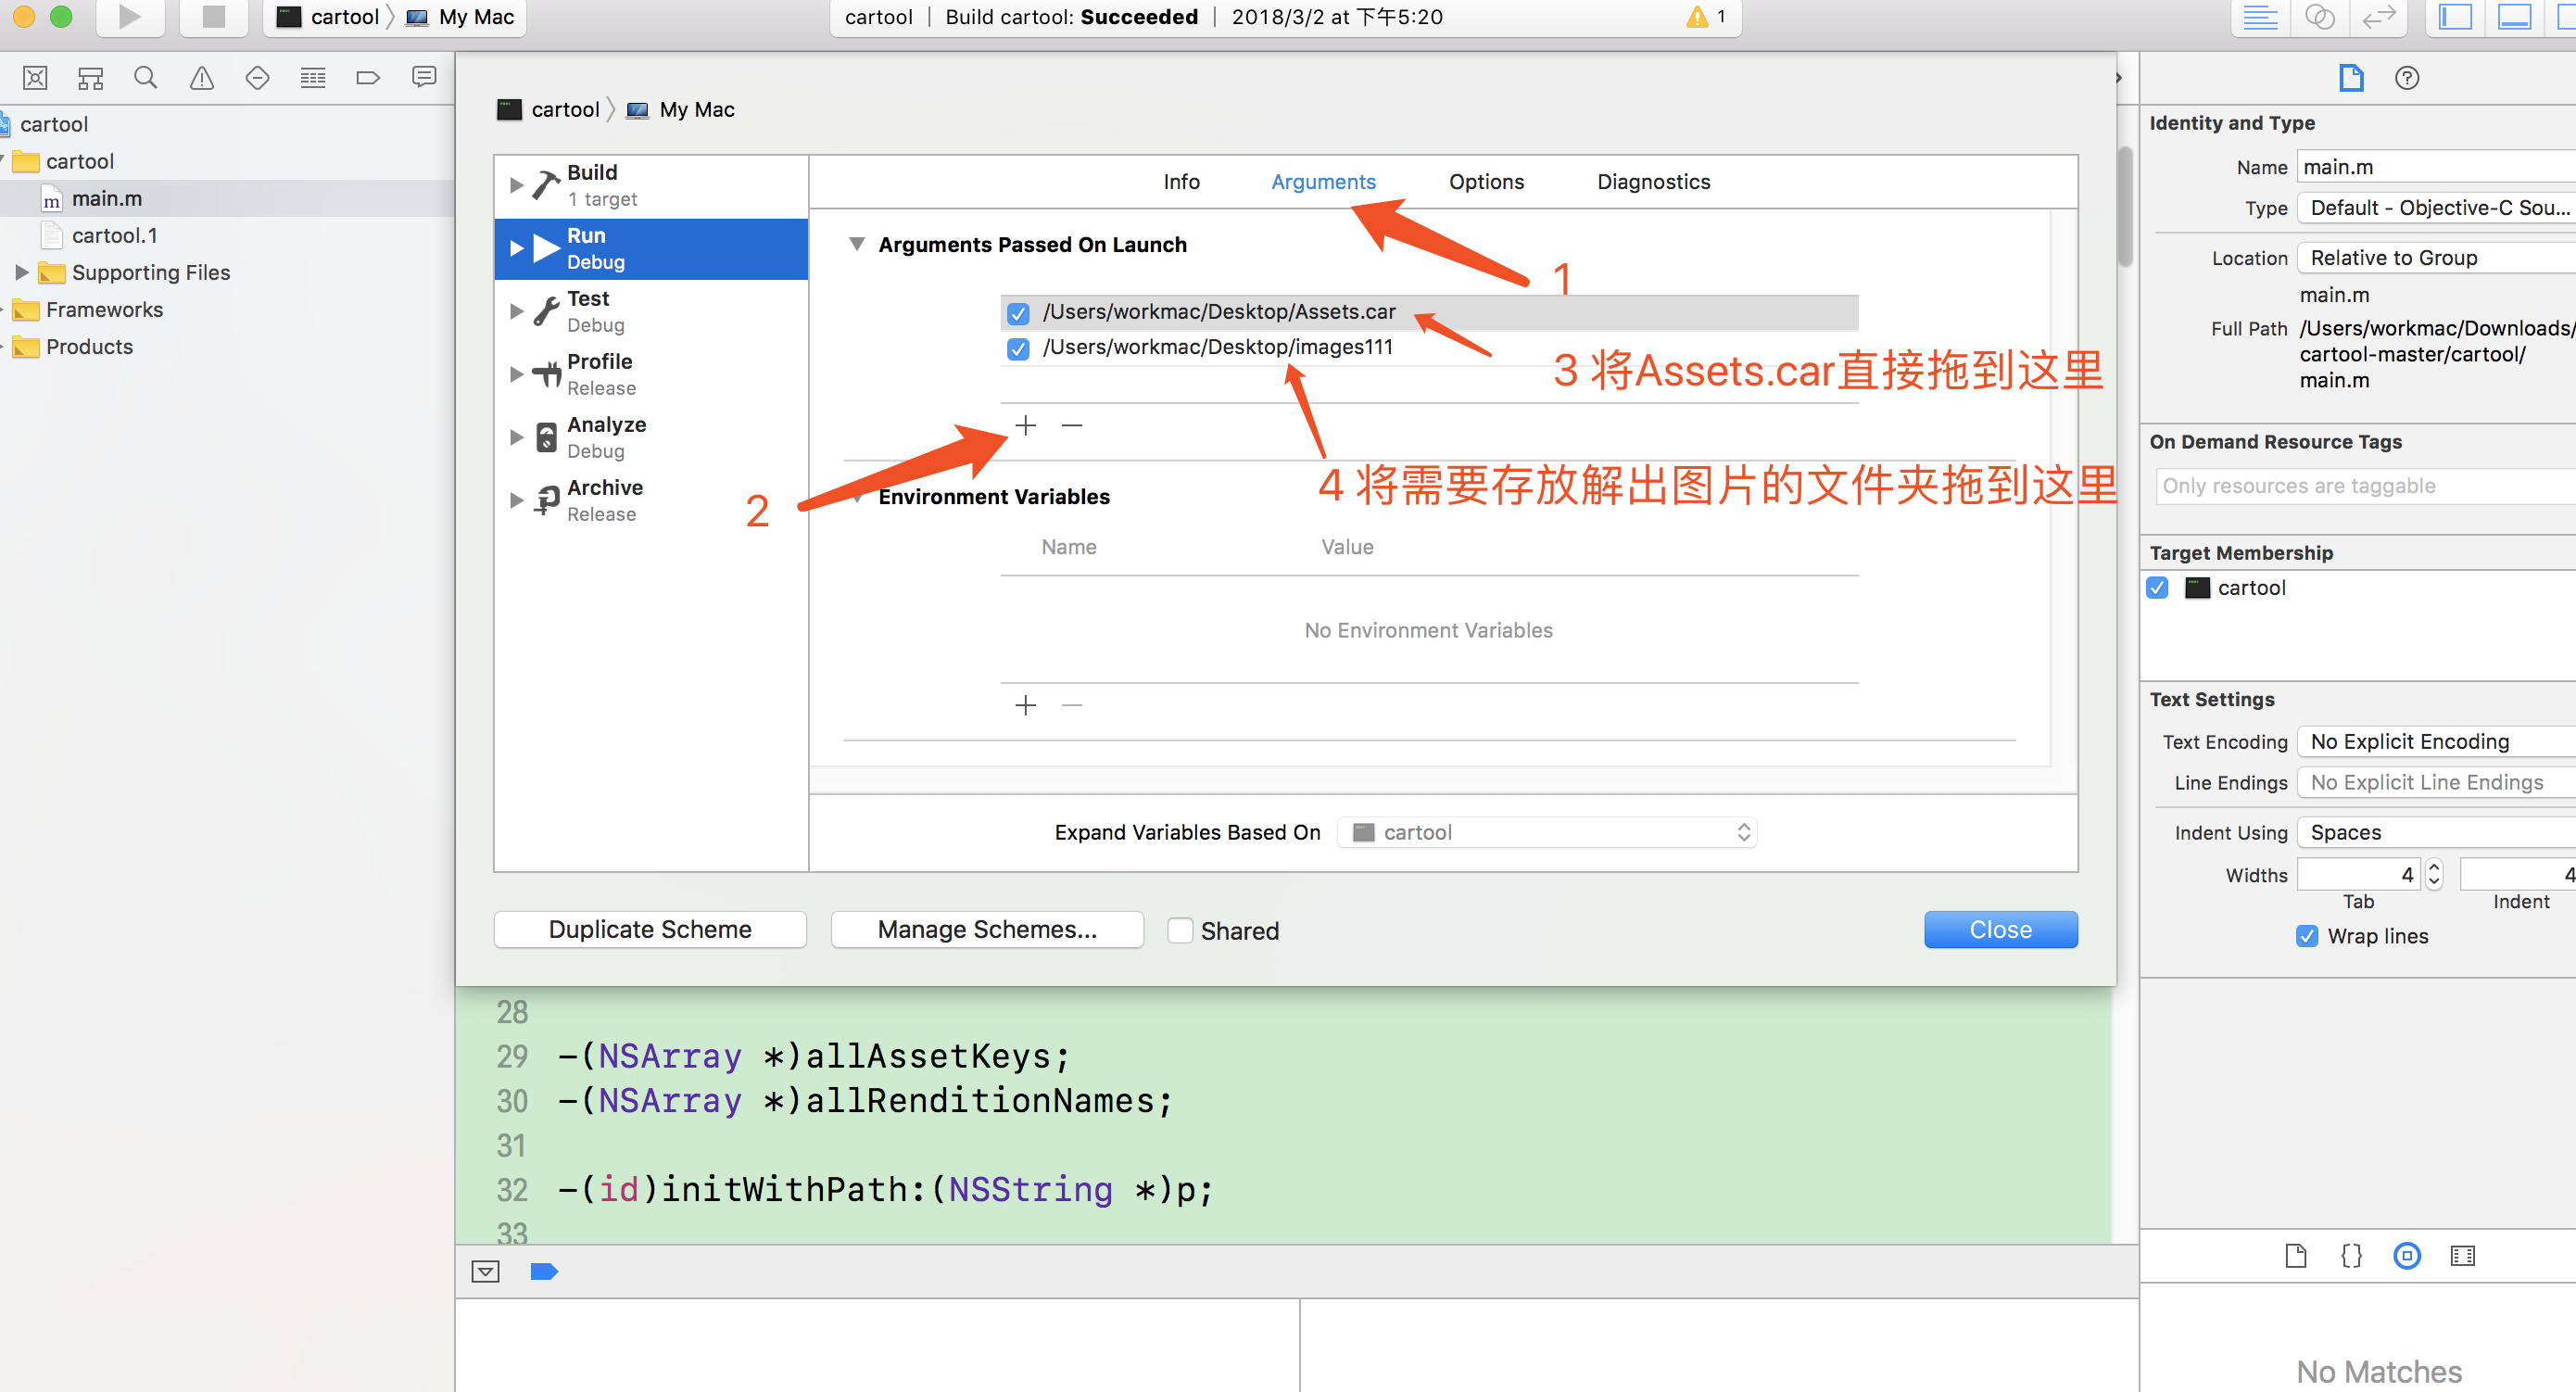 cartool 〉 My Mac
cartool | Build cartool: Succeeded | 2018/3/2 at 下午5:20
1
cartool
cartool
m main.m
cartool.1
Supporting Files
Frameworks
Products
cartool 〉 My Mac
Build
1 target
Run
Debug
Test
Debug
Profile
Release
Analyze
Debug
Archive
Release
Info Arguments Options Diagnostics
Arguments Passed On Launch
1
/Users/workmac/Desktop/Assets.car
/Users/workmac/Desktop/images111
3 将Assets.car直接拖到这里
2
4 将需要存放解出图片的文件夹拖到这里
Environment Variables
Name Value
No Environment Variables
Expand Variables Based On cartool
Duplicate Scheme Manage Schemes... Shared Close
28
29 -(NSArray *)allAssetKeys;
30 -(NSArray *)allRenditionNames;
31
32 -(id)initWithPath:(NSString *)p;
33
Identity and Type
Name main.m
Type Default - Objective-C Sou...
Location Relative to Group
main.m
Full Path /Users/workmac/Downloads/
cartool-master/cartool/
main.m
On Demand Resource Tags
Only resources are taggable
Target Membership
cartool
Text Settings
Text Encoding No Explicit Encoding
Line Endings No Explicit Line Endings
Indent Using Spaces
Widths 4 4
Tab Indent
Wrap lines
No Matches